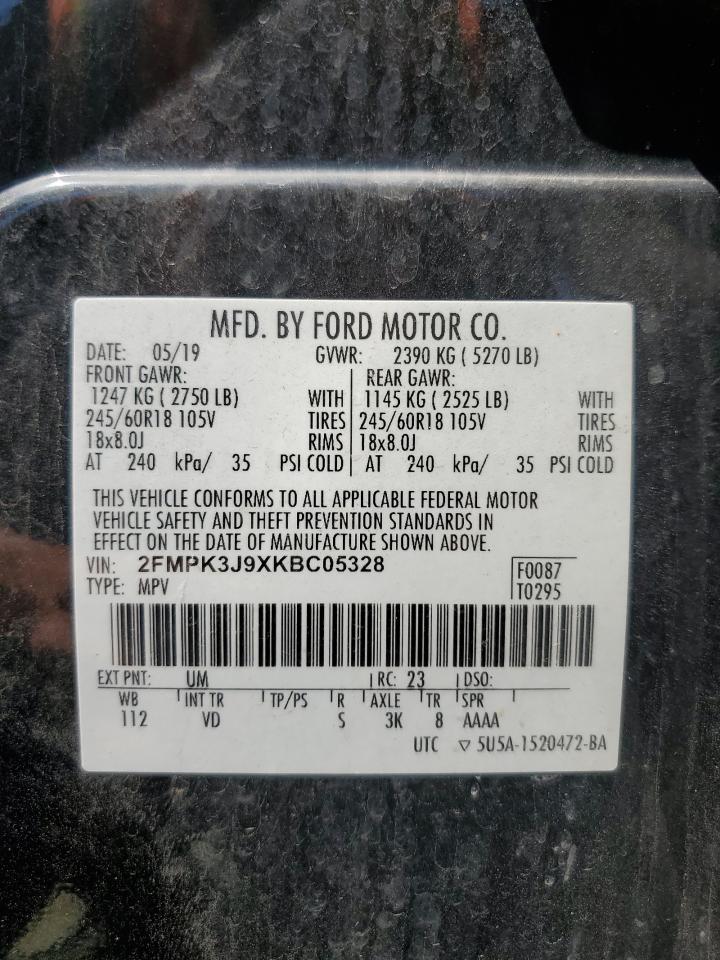 MFD. BY FORD MOTOR CO.
DATE: 05/19 GVWR: 2390 KG ( 5270 LB)
FRONT GAWR: REAR GAWR:
1247 KG ( 2750 LB) WITH 1145 KG ( 2525 LB) WITH
245/60R18 105V TIRES 245/60R18 105V TIRES
18x8.0J RIMS 18x8.0J RIMS
AT 240 kPa/ 35 PSI COLD AT 240 kPa/ 35 PSI COLD
THIS VEHICLE CONFORMS TO ALL APPLICABLE FEDERAL MOTOR
VEHICLE SAFETY AND THEFT PREVENTION STANDARDS IN
EFFECT ON THE DATE OF MANUFACTURE SHOWN ABOVE.
VIN: 2FMPK3J9XKBC05328 F0087
TYPE: MPV T0295
EXT PNT: UM RC: 23 DSO:
WB INT TR TP/PS R AXLE TR SPR
112 VD S 3K 8 AAAA
UTC ▽ 5U5A-1520472-BA